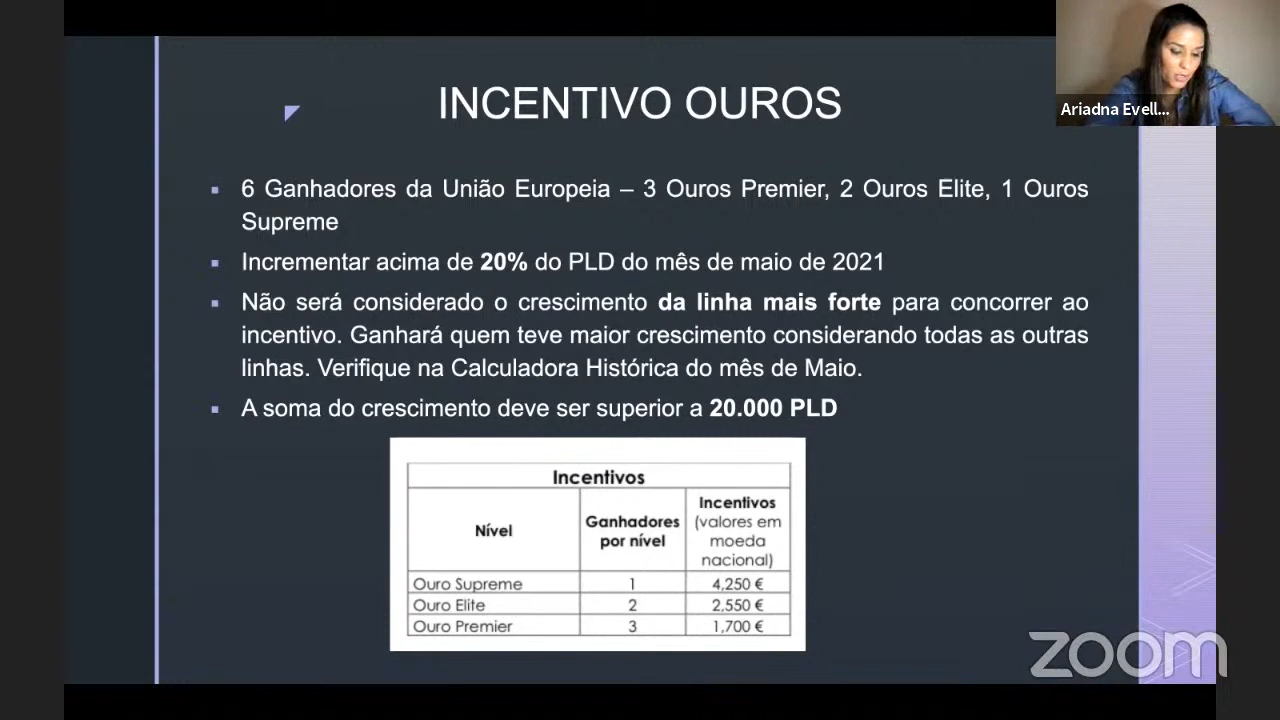 INCENTIVO OUROS
Ariadna Evell...
▪ 6 Ganhadores da União Europeia – 3 Ouros Premier, 2 Ouros Elite, 1 Ouros
Supreme
▪ Incrementar acima de 20% do PLD do mês de maio de 2021
▪ Não será considerado o crescimento da linha mais forte para concorrer ao
incentivo. Ganhará quem teve maior crescimento considerando todas as outras
linhas. Verifique na Calculadora Histórica do mês de Maio.
▪ A soma do crescimento deve ser superior a 20.000 PLD
Incentivos
Nível
Ganhadores
por nível
Incentivos
(valores em
moeda
nacional)
Ouro Supreme 1 4,250 €
Ouro Elite 2 2,550 €
Ouro Premier 3 1,700 €
zoom